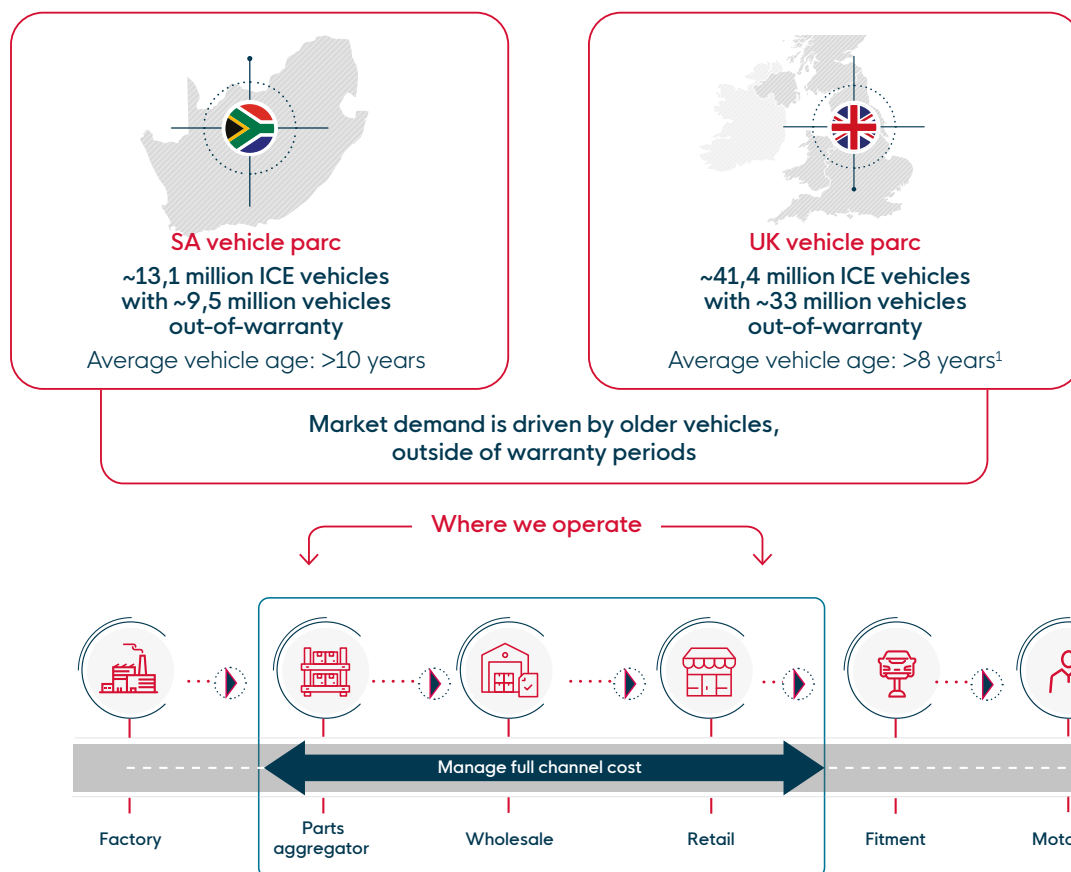 SA vehicle parc
~13,1 million ICE vehicles
with ~9,5 million vehicles
out-of-warranty
Average vehicle age: >10 years
UK vehicle parc
~41,4 million ICE vehicles
with ~33 million vehicles
out-of-warranty
Average vehicle age: >8 years¹
Market demand is driven by older vehicles,
outside of warranty periods
Where we operate
Manage full channel cost
Factory
Parts
aggregator
Wholesale
Retail
Fitment